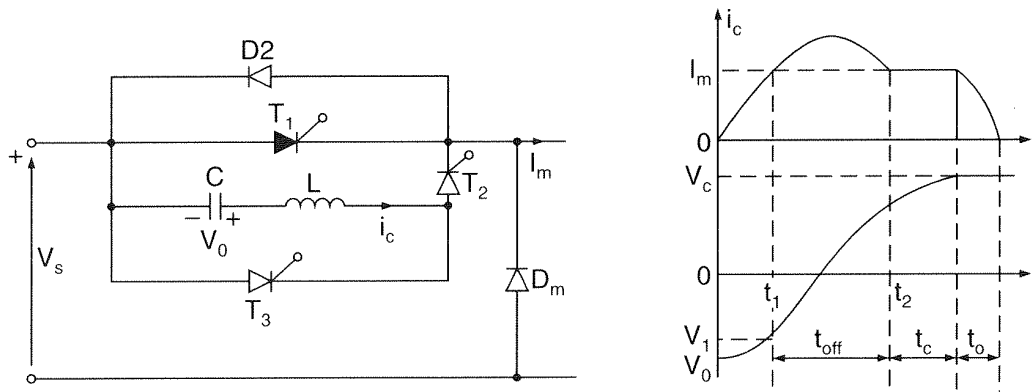 D2
T1
+
Im
T2
C
L
− +
V0
ic
Vs
T3
Dm
ic
Im
0
Vc
0
t1
t2
V1
V0
toff
tc
to